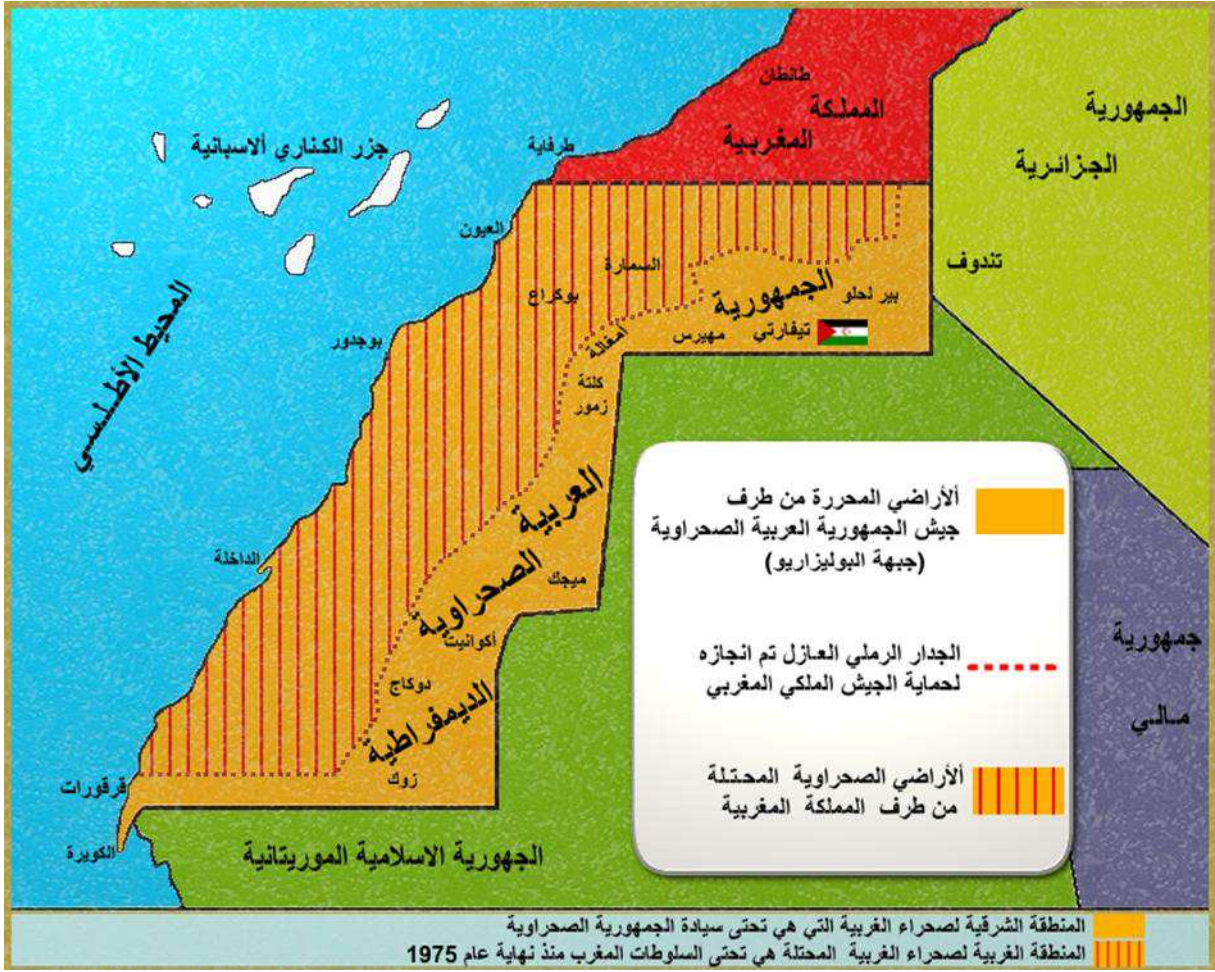 طانطان
المملكة
المغربية
الجمهورية
الجزائرية
جزر الكناري ألاسبانية
طرفاية
العيون
السمارة
تندوف
بوكراع
الجمهورية
بير لحلو
تيفارتي
مهيرس
أمغالة
بوجدور
المحيط الأطلسي
كلتة
زمور
العربية
الصحراوية
الداخلة
ميجك
أكوانيت
دوكاج
الديمقراطية
زوك
قرقورات
الكويرة
الجهورية الاسلامية الموريتانية
جمهورية
مالي
ألأراضي المحررة من طرف
جيش الجمهورية العربية الصحراوية
(جبهة البوليزاريو)
الجدار الرملي العازل تم انجازه
لحماية الجيش الملكي المغربي
ألأراضي الصحراوية المحتلة
من طرف المملكة المغربية
المنطقة الشرقية لصحراء الغربية التي هي تحتى سيادة الجمهورية الصحراوية
المنطقة الغربية لصحراء الغربية المحتلة هي تحتى السلوطات المغرب منذ نهاية عام 1975